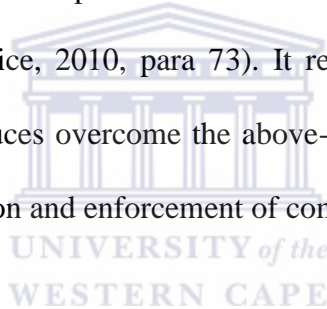 ice, 2010, para 73). It re
uces overcome the above-
on and enforcement of con
UNIVERSITY of the
WESTERN CAPE